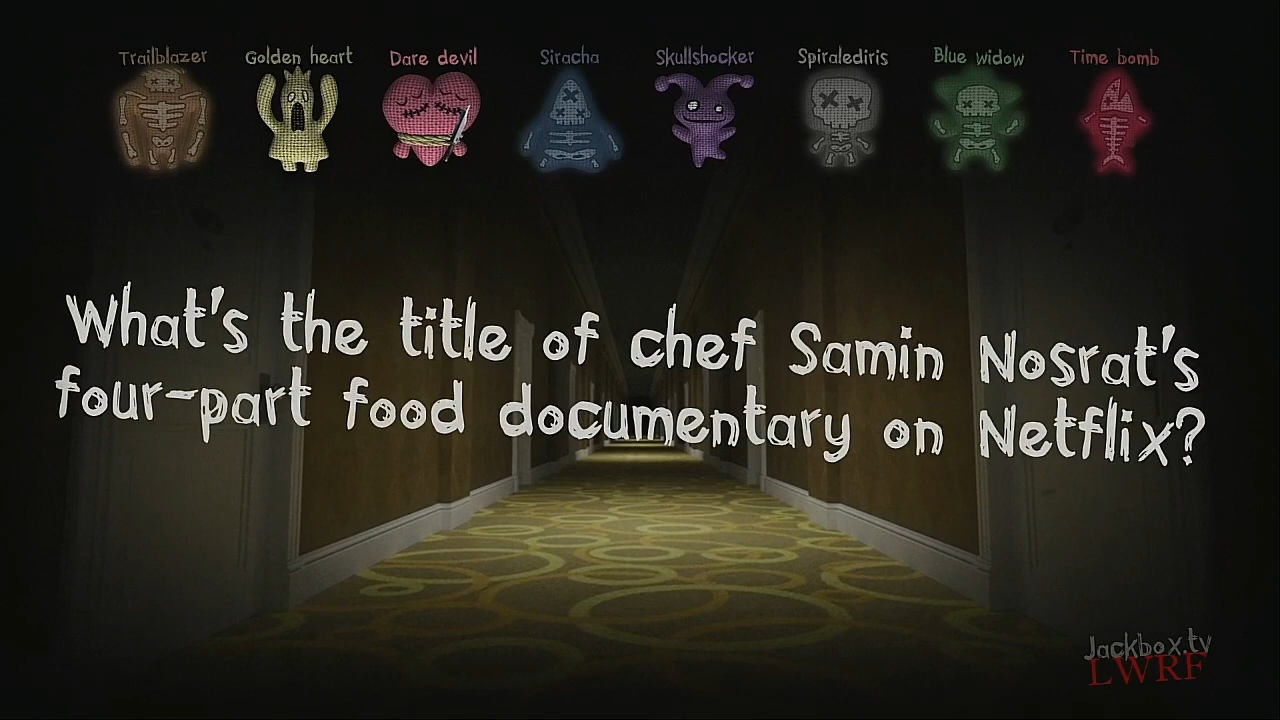 Trailblazer Golden heart Dare devil Siracha Skullshocker Spiralediris Blue widow Time bomb
What's the title of chef Samin Nosrat's
four-part food documentary on Netflix?
Jackbox.tv
LWRF